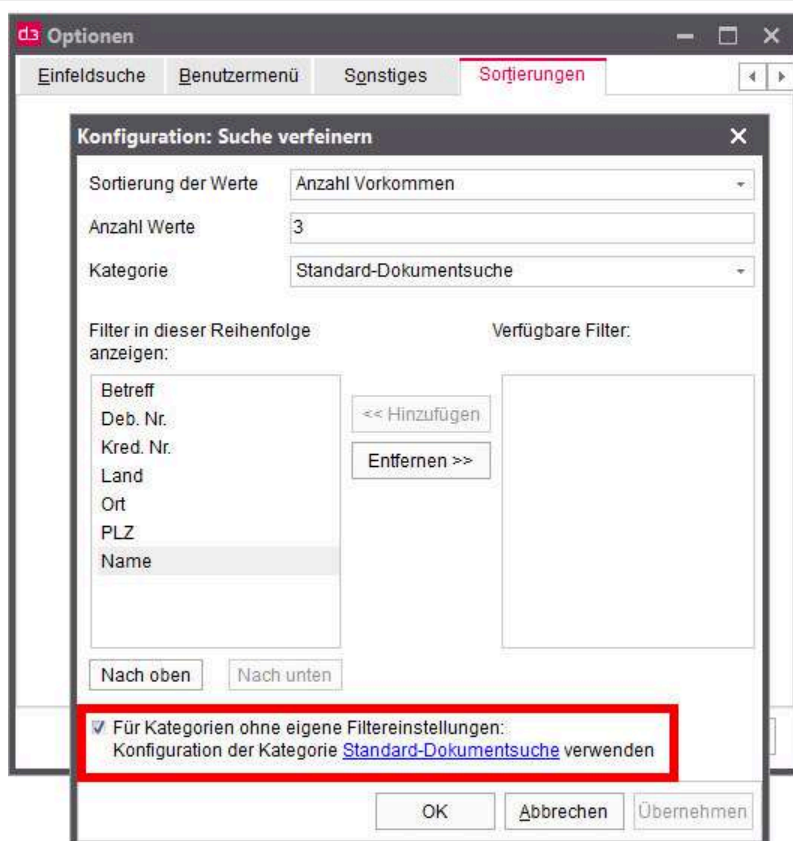 d3 Optionen
Einfeldsuche Benutzermenü Sonstiges Sortierungen
Konfiguration: Suche verfeinern
Sortierung der Werte Anzahl Vorkommen
Anzahl Werte 3
Kategorie Standard-Dokumentsuche
Filter in dieser Reihenfolge anzeigen:
Verfügbare Filter:
Betreff
Deb. Nr.
Kred. Nr.
Land
Ort
PLZ
Name
<< Hinzufügen
Entfernen >>
Nach oben Nach unten
Für Kategorien ohne eigene Filtereinstellungen:
Konfiguration der Kategorie Standard-Dokumentsuche verwenden
OK Abbrechen Übernehmen